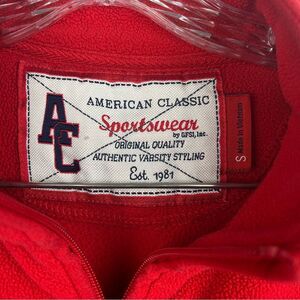 AC
AMERICAN CLASSIC
Sportswear
by GFSI, Inc.
ORIGINAL QUALITY
AUTHENTIC VARSITY STYLING
Est. 1981
S
Made in Vietnam